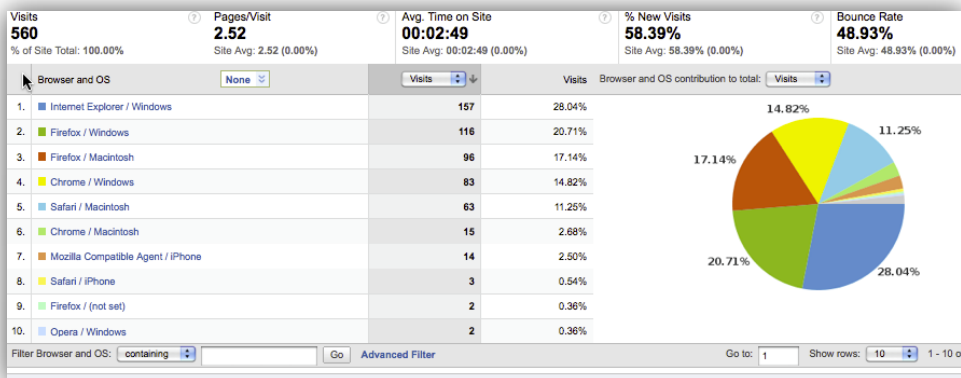 Visits ? Pages/Visit ? Avg. Time on Site ? % New Visits ? Bounce Rate
560 2.52 00:02:49 58.39% 48.93%
% of Site Total: 100.00% Site Avg: 2.52 (0.00%) Site Avg: 00:02:49 (0.00%) Site Avg: 58.39% (0.00%) Site Avg: 48.93% (0.00%)
Browser and OS None Visits Visits Browser and OS contribution to total: Visits
1. Internet Explorer / Windows 157 28.04%
2. Firefox / Windows 116 20.71%
3. Firefox / Macintosh 96 17.14%
4. Chrome / Windows 83 14.82%
5. Safari / Macintosh 63 11.25%
6. Chrome / Macintosh 15 2.68%
7. Mozilla Compatible Agent / iPhone 14 2.50%
8. Safari / iPhone 3 0.54%
9. Firefox / (not set) 2 0.36%
10. Opera / Windows 2 0.36%
14.82%
11.25%
17.14%
20.71%
28.04%
Filter Browser and OS: containing Go Advanced Filter Go to: 1 Show rows: 10 1 - 10 o